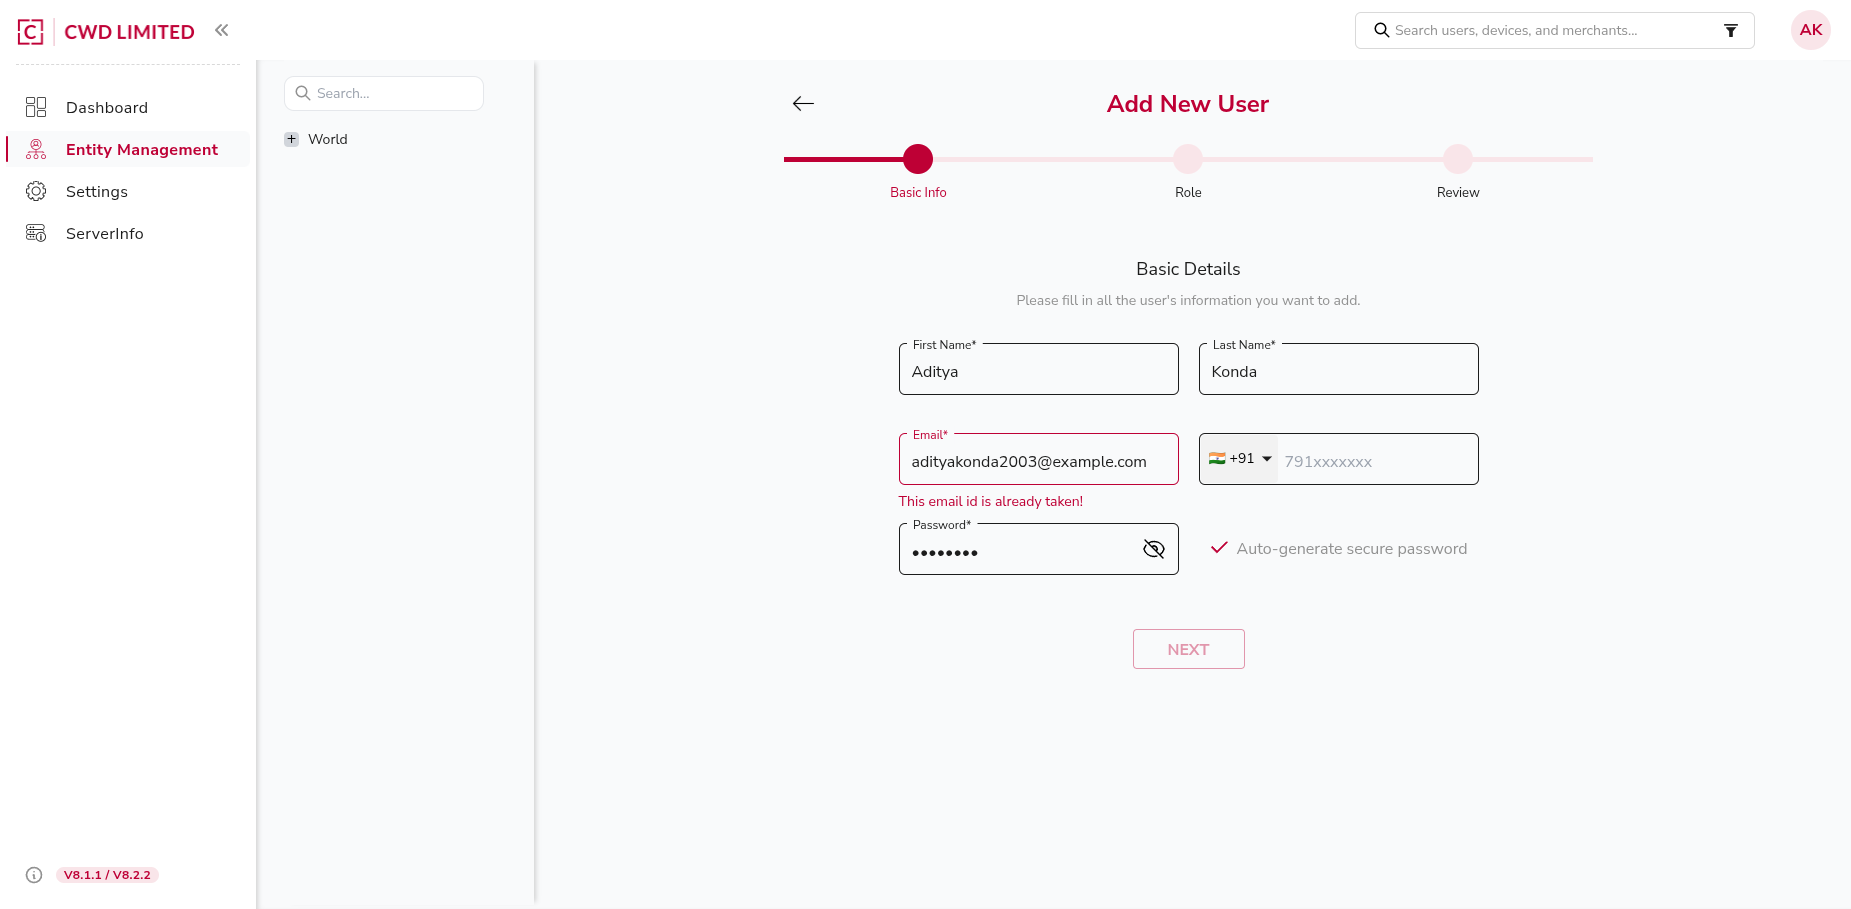 C
CWD LIMITED
Search users, devices, and merchants...
AK
Dashboard
Entity Management
Settings
ServerInfo
V8.1.1 / V8.2.2
Search...
World
Add New User
Basic Info
Role
Review
Basic Details
Please fill in all the user's information you want to add.
First Name*
Aditya
Last Name*
Konda
Email*
adityakonda2003@example.com
+91
791xxxxxxx
This email id is already taken!
Password*
••••••••
Auto-generate secure password
NEXT